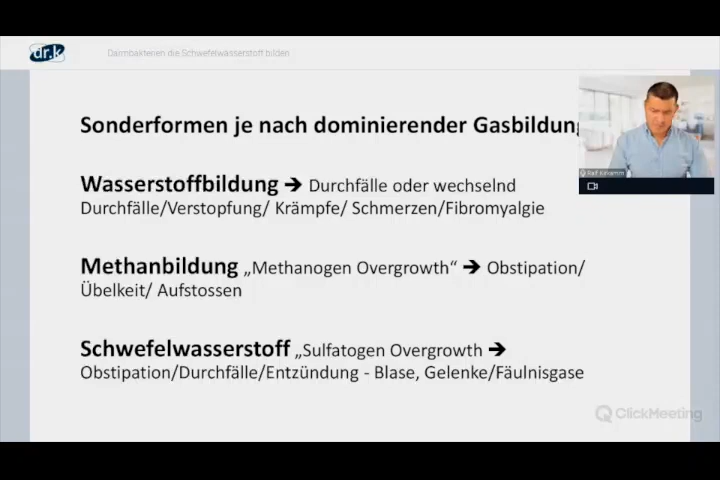 dr.k
Darmbakterien die Schwefelwasserstoff bilden
Sonderformen je nach dominierender Gasbildung
Wasserstoffbildung ➔ Durchfälle oder wechselnd
Durchfälle/Verstopfung/ Krämpfe/ Schmerzen/Fibromyalgie
Methanbildung „Methanogen Overgrowth“ ➔ Obstipation/
Übelkeit/ Aufstossen
Schwefelwasserstoff „Sulfatogen Overgrowth ➔
Obstipation/Durchfälle/Entzündung - Blase, Gelenke/Fäulnisgase
ClickMeeting